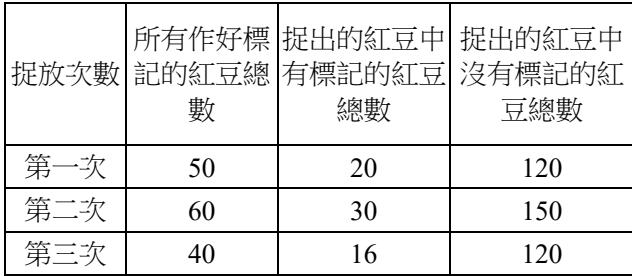 捉放次數 所有作好標 捉出的紅豆中 捉出的紅豆中
記的紅豆總 有標記的紅豆 沒有標記的紅
數 總數 豆總數
第一次 50 20 120
第二次 60 30 150
第三次 40 16 120